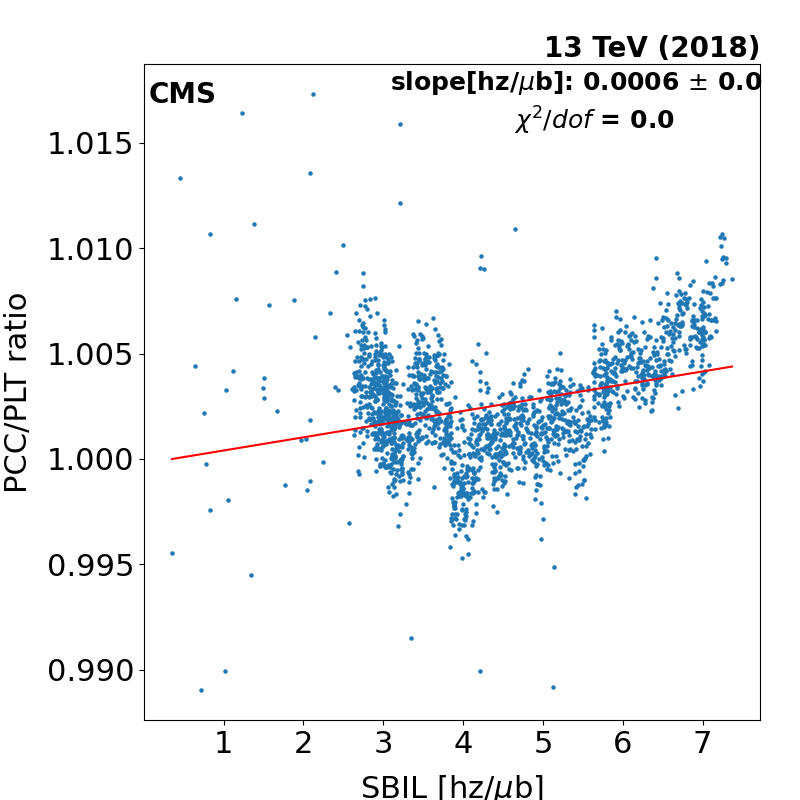 13 TeV (2018)
CMS
slope[hz/μb]: 0.0006 ± 0.0
χ²/dof = 0.0
1.015
1.010
1.005
1.000
0.995
0.990
PCC/PLT ratio
1 2 3 4 5 6 7
SBIL [hz/μb]